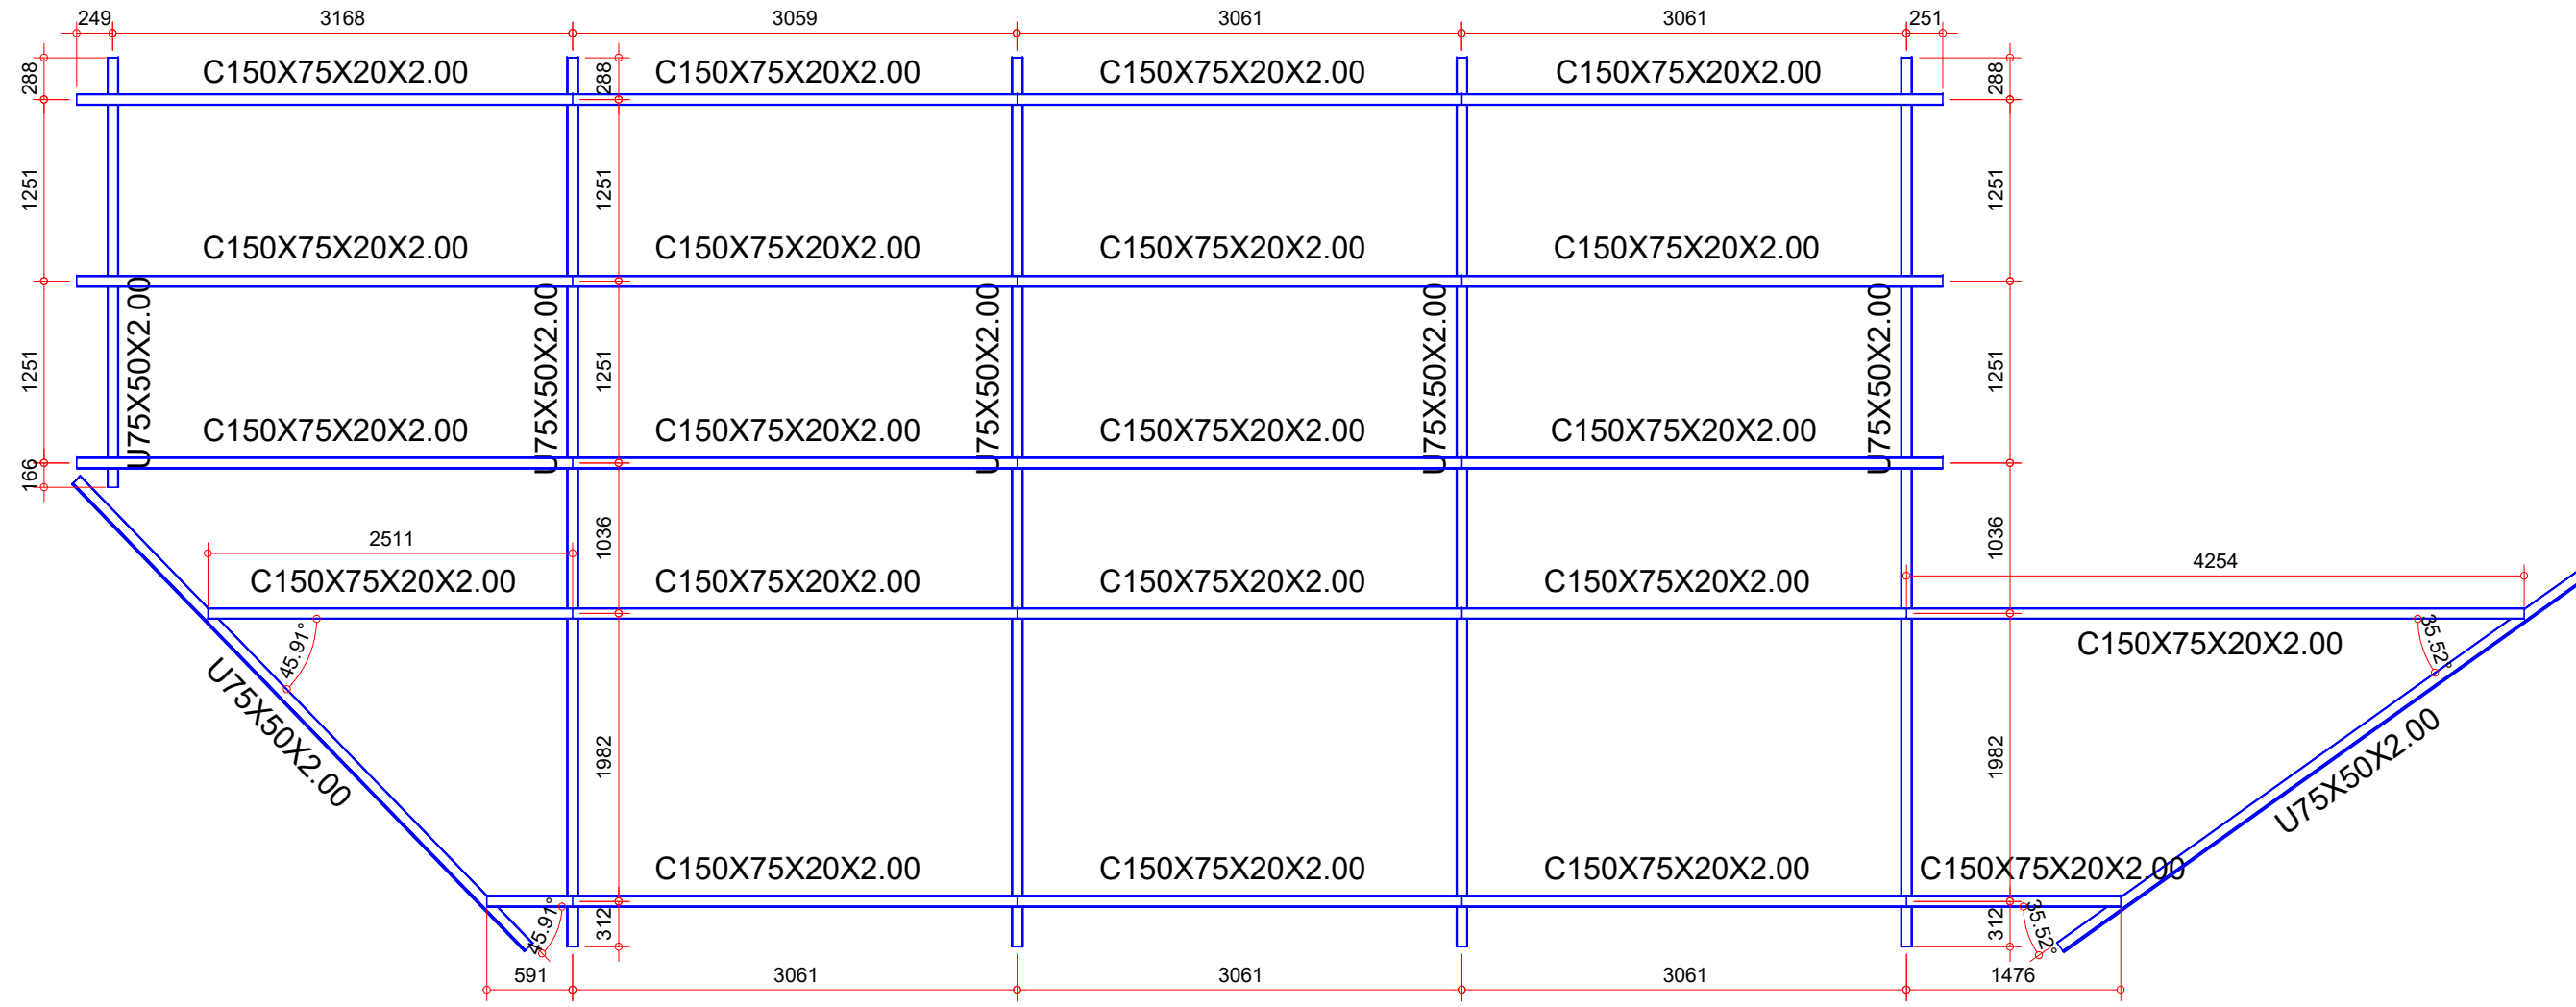 249 3168 3059 3061 3061 251
288 C150X75X20X2.00 288 C150X75X20X2.00 C150X75X20X2.00 C150X75X20X2.00 288
1251 1251 1251
C150X75X20X2.00 C150X75X20X2.00 C150X75X20X2.00 C150X75X20X2.00
U75X50X2.00 U75X50X2.00 U75X50X2.00 U75X50X2.00 U75X50X2.00
1251 1251 1251
C150X75X20X2.00 C150X75X20X2.00 C150X75X20X2.00 C150X75X20X2.00
166
2511 1036 1036 4254
C150X75X20X2.00 C150X75X20X2.00 C150X75X20X2.00 C150X75X20X2.00
45.91° C150X75X20X2.00 35.52°
U75X50X2.00 1982 1982 U75X50X2.00
C150X75X20X2.00 C150X75X20X2.00 C150X75X20X2.00 C150X75X20X2.00
45.91° 312 312 35.52°
591 3061 3061 3061 1476